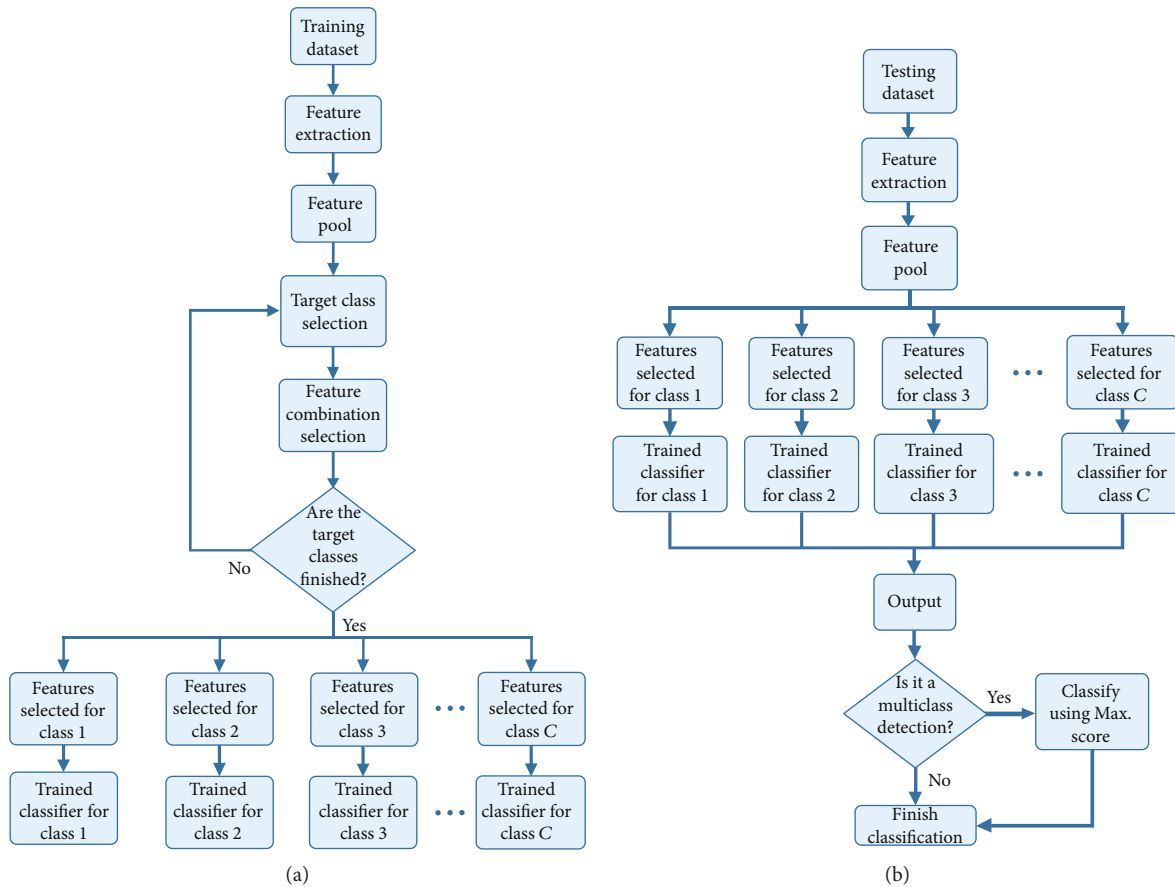 Training
dataset
Feature
extraction
Feature
pool
Target class
selection
Feature
combination
selection
Are the
target
classes
finished?
No
Yes
Features
selected for
class 1
Features
selected for
class 2
Features
selected for
class 3
•••
Features
selected for
class C
Trained
classifier for
class 1
Trained
classifier for
class 2
Trained
classifier for
class 3
•••
Trained
classifier for
class C
(a)
Testing
dataset
Feature
extraction
Feature
pool
Features
selected
for class 1
Features
selected
for class 2
Features
selected
for class 3
•••
Features
selected for
class C
Trained
classifier
for class 1
Trained
classifier
for class 2
Trained
classifier for
class 3
•••
Trained
classifier for
class C
Output
Is it a
multiclass
detection?
Yes
Classify
using Max.
score
No
Finish
classification
(b)